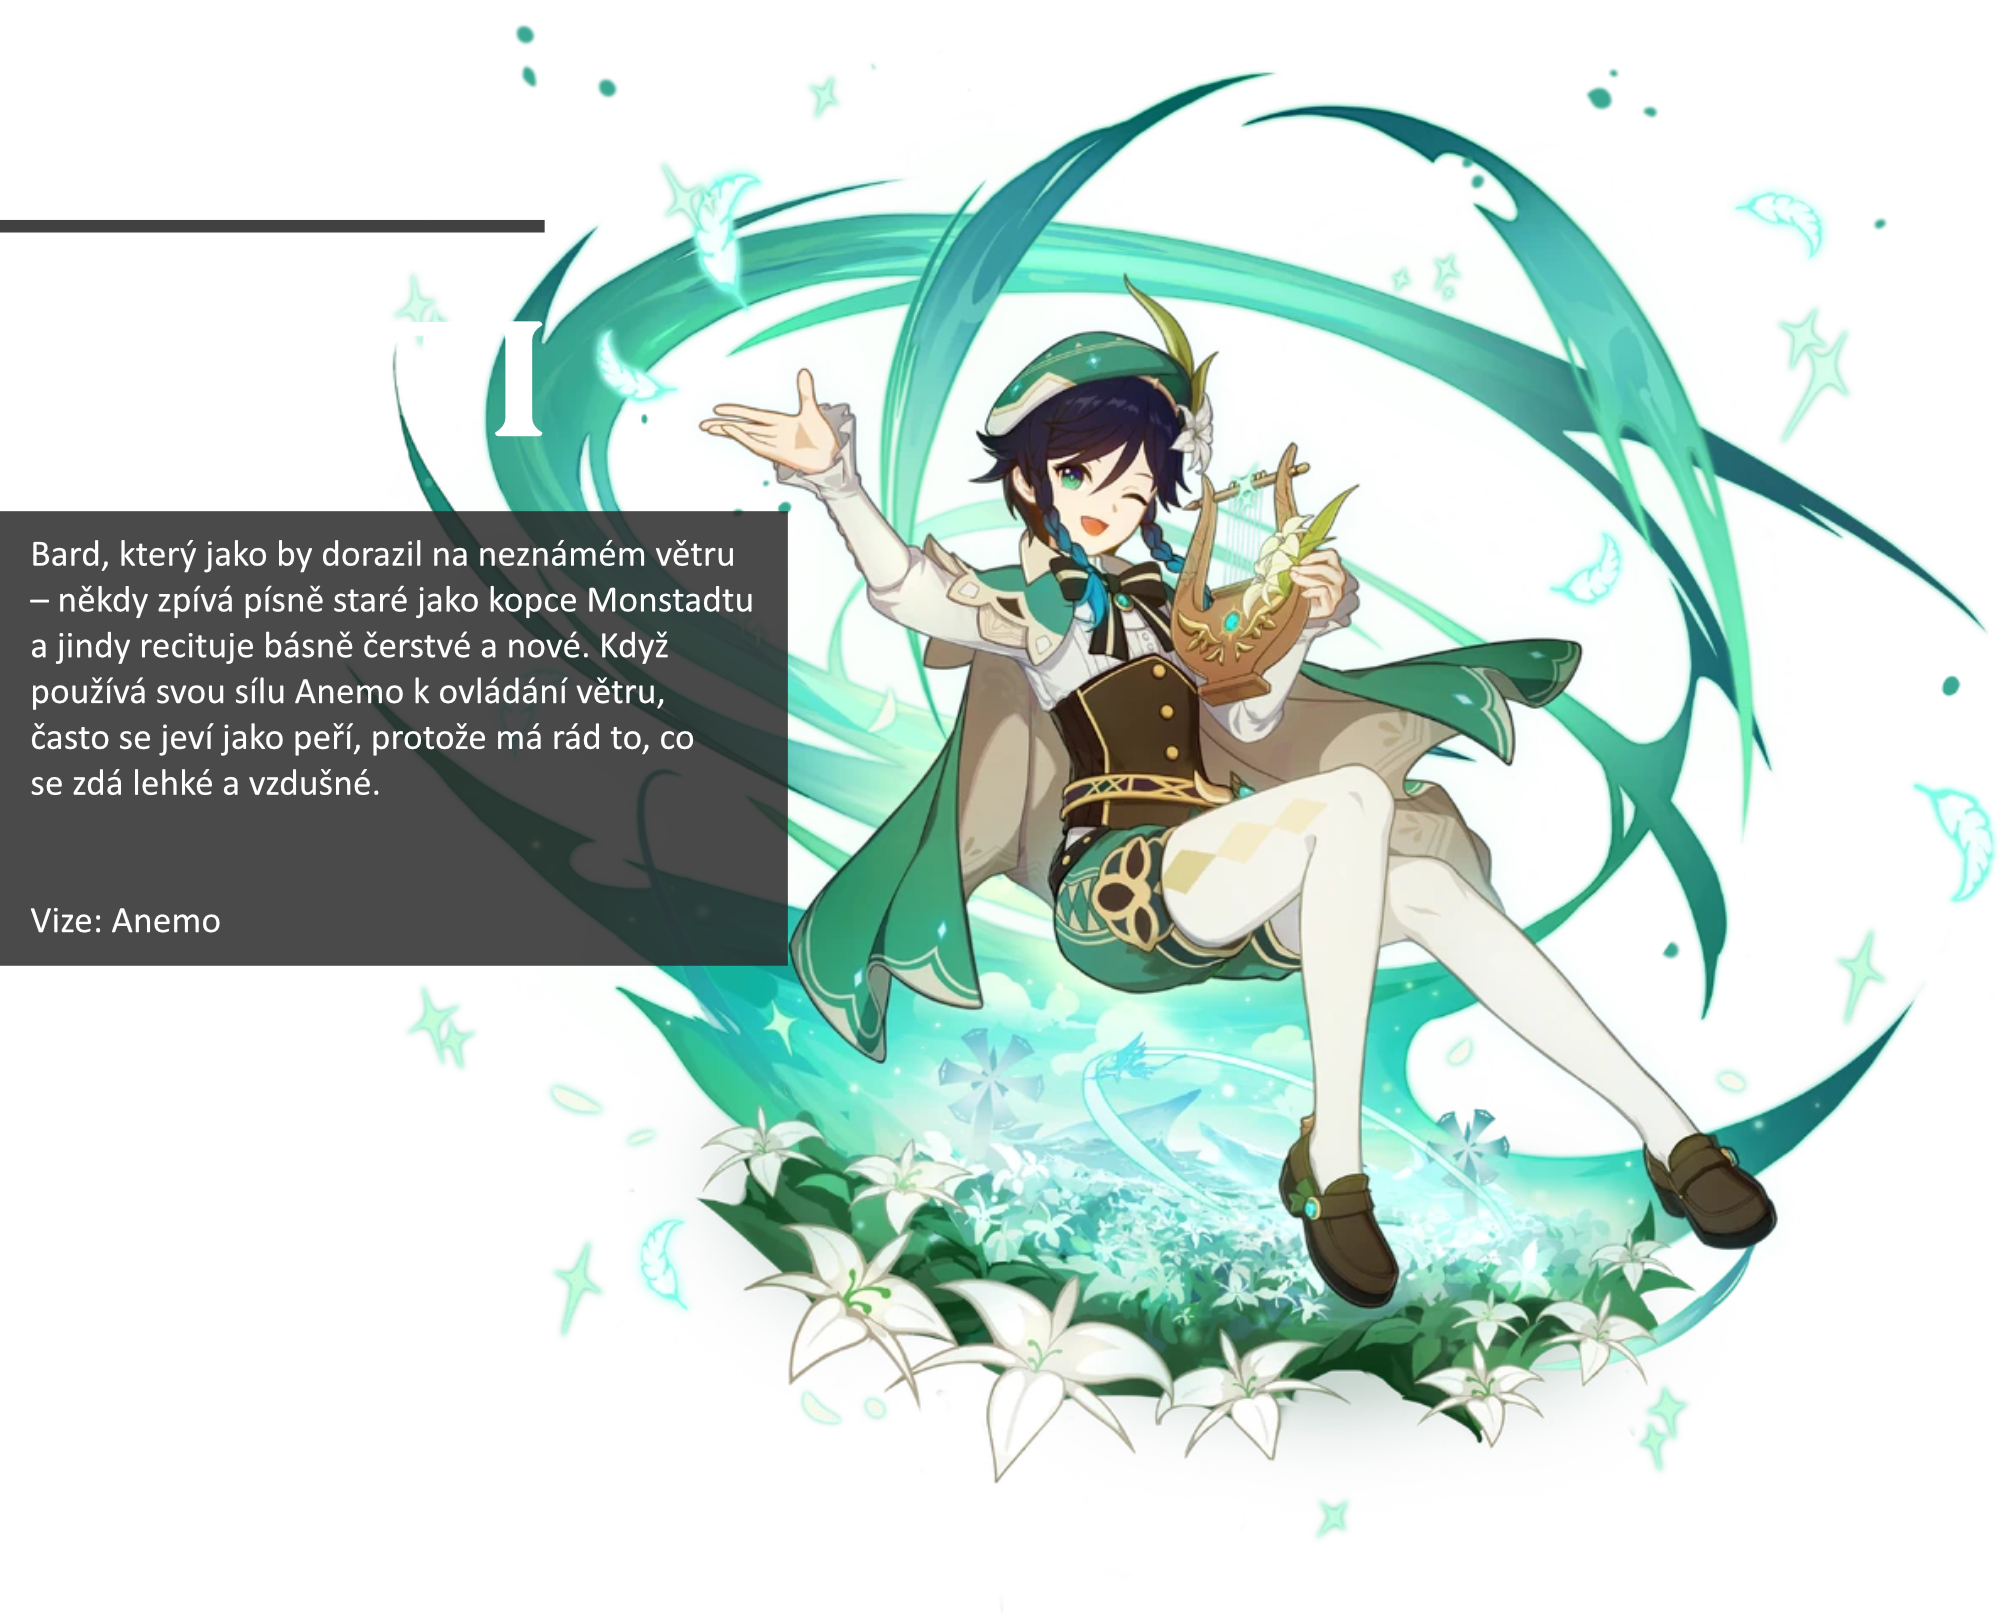 TI
Bard, který jako by dorazil na neznámém větru
– někdy zpívá písně staré jako kopce Monstadtu
a jindy recituje básně čerstvé a nové. Když
používá svou sílu Anemo k ovládání větru,
často se jeví jako peří, protože má rád to, co
se zdá lehké a vzdušné.
Vize: Anemo